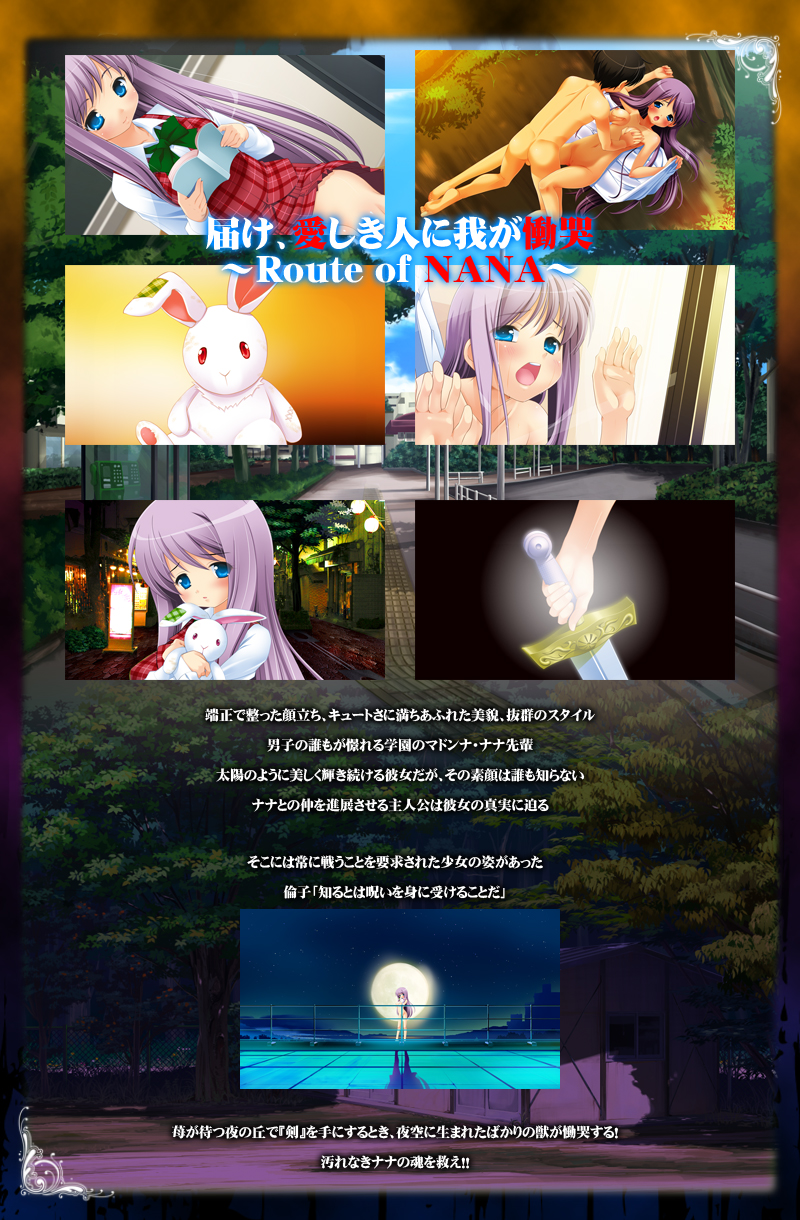 届け、愛しき人に我が慟哭
～Route of NANA～
端正で整った顔立ち、キュートさに満ちあふれた美貌、抜群のスタイル
男子の誰もが憬れる学園のマドンナ・ナナ先輩
太陽のように美しく輝き続ける彼女だが、その素顔は誰も知らない
ナナとの仲を進展させる主人公は彼女の真実に迫る
そこには常に戦うことを要求された少女の姿があった
倫子「知るとは呪いを身に受けることだ」
苺が待つ夜の丘で『剣』を手にするとき、夜空に生まれたばかりの獣が慟哭する!
汚れなきナナの魂を救え!!